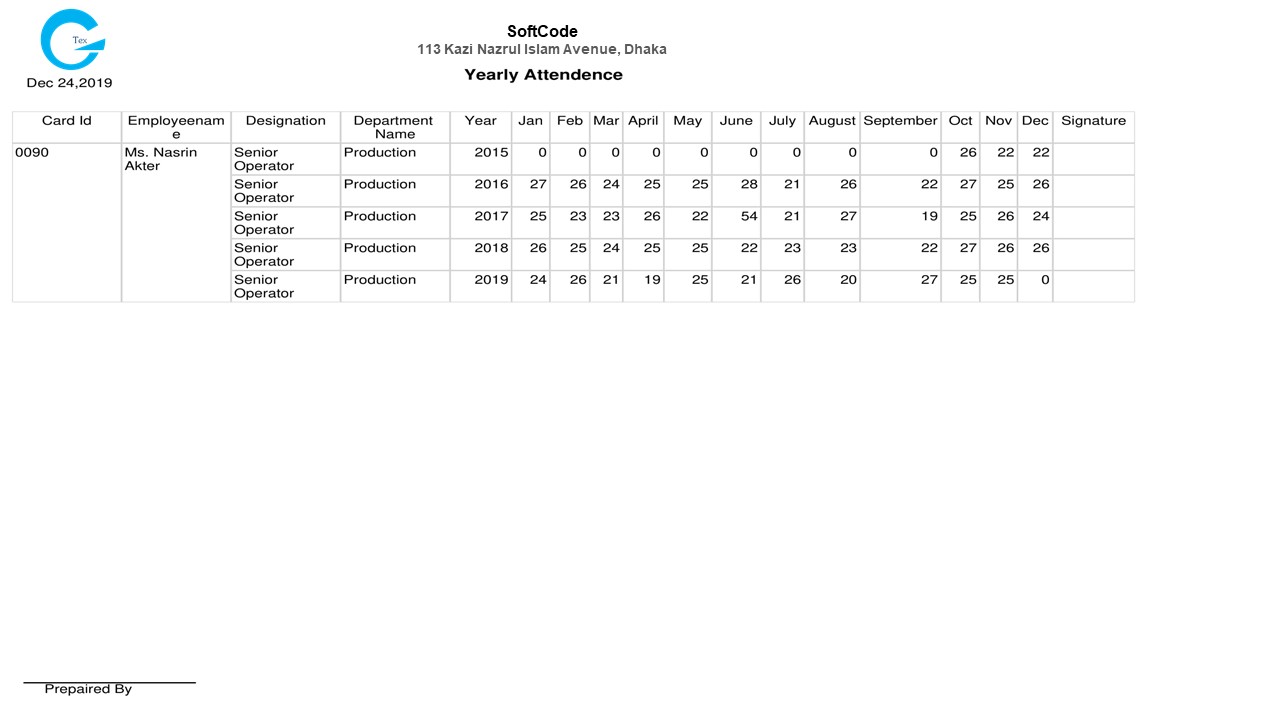 Tex
SoftCode
113 Kazi Nazrul Islam Avenue, Dhaka
Yearly Attendence
Dec 24,2019
Card Id Employeenam Designation Department Year Jan Feb Mar April May June July August September Oct Nov Dec Signature
e Name
0090 Ms. Nasrin Senior Production 2015 0 0 0 0 0 0 0 0 0 26 22 22
Akter Operator
Senior Production 2016 27 26 24 25 25 28 21 26 22 27 25 26
Operator
Senior Production 2017 25 23 23 26 22 54 21 27 19 25 26 24
Operator
Senior Production 2018 26 25 24 25 25 22 23 23 22 27 26 26
Operator
Senior Production 2019 24 26 21 19 25 21 26 20 27 25 25 0
Operator
Prepaired By